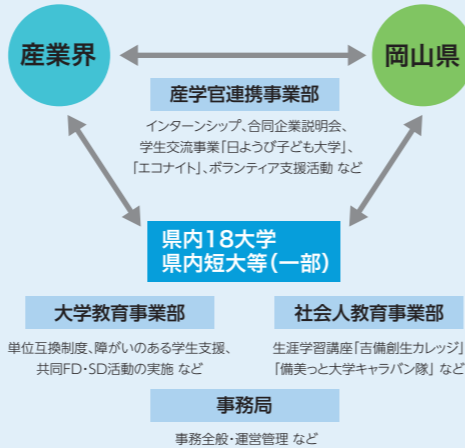 産業界
岡山県
産学官連携事業部
インターンシップ、合同企業説明会、
学生交流事業「日ようび子ども大学」、
「エコナイト」、ボランティア支援活動 など
県内18大学
県内短大等(一部)
大学教育事業部
単位互換制度、障がいのある学生支援、
共同FD・SD活動の実施 など
社会人教育事業部
生涯学習講座「吉備創生カレッジ」
「備美っと大学キャラバン隊」 など
事務局
事務全般・運営管理 など